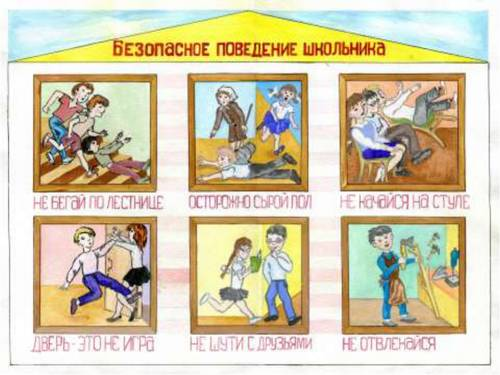 Безопасное поведение школьника
НЕ БЕГАЙ ПО ЛЕСТНИЦЕ
ОСТОРОЖНО СЫРОЙ ПОЛ
НЕ КАЧАЙСЯ НА СТУЛЕ
ДВЕРЬ - ЭТО НЕ ИГРА
НЕ ШУТИ С ДРУЗЬЯМИ
НЕ ОТВЛЕКАЙСЯ